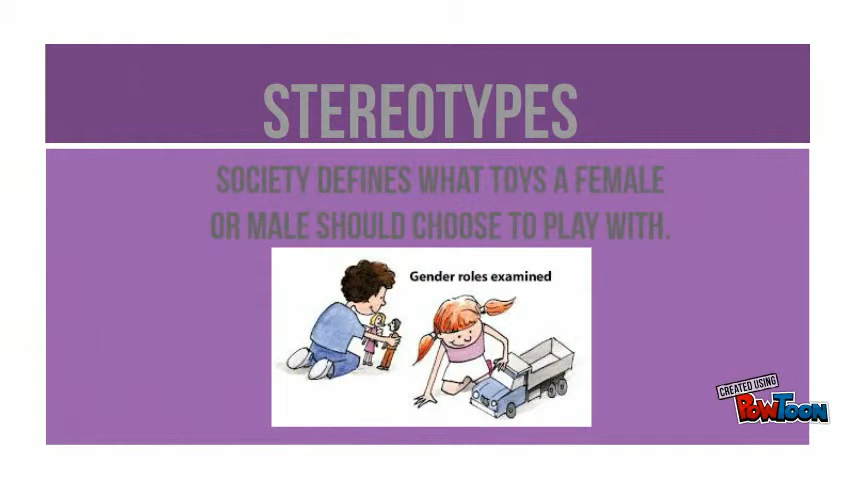 STEREOTYPES
SOCIETY DEFINES WHAT TOYS A FEMALE
OR MALE SHOULD CHOOSE TO PLAY WITH.
Gender roles examined
CREATED USING
POWTOON